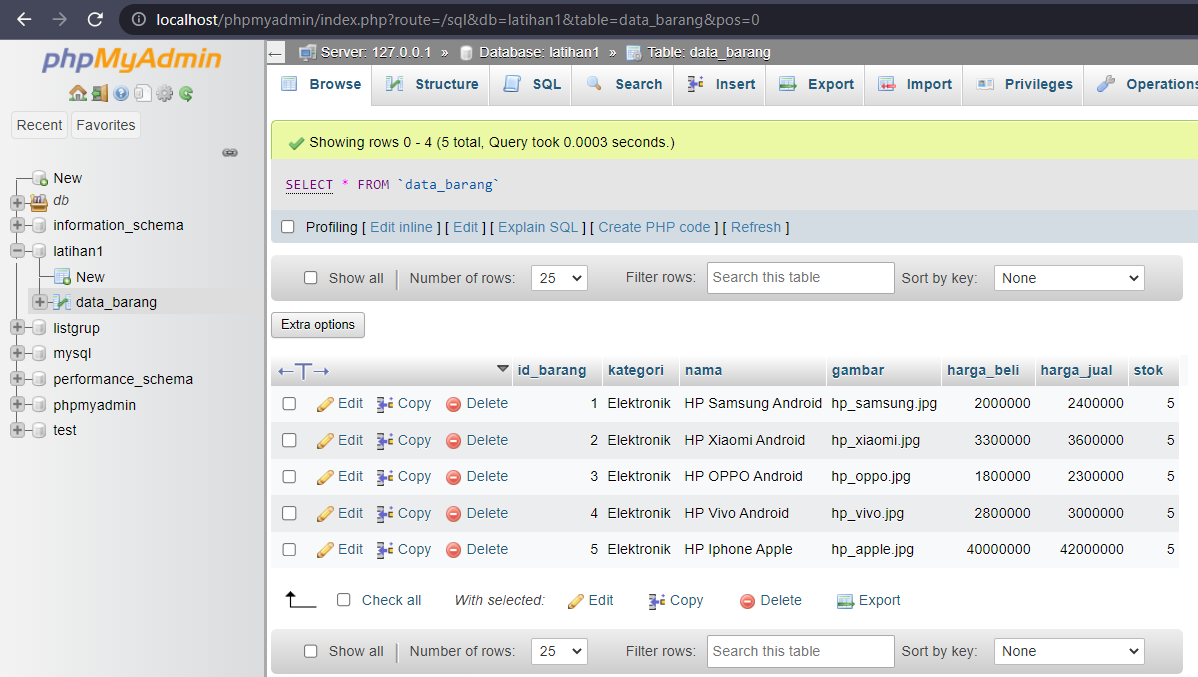 localhost/phpmyadmin/index.php?route=/sql&db=latihan1&table=data_barang&pos=0
phpMyAdmin
Recent Favorites
New
db
information_schema
latihan1
New
data_barang
listgrup
mysql
performance_schema
phpmyadmin
test
Server: 127.0.0.1 » Database: latihan1 » Table: data_barang
Browse Structure SQL Search Insert Export Import Privileges Operations
Showing rows 0 - 4 (5 total, Query took 0.0003 seconds.)
SELECT * FROM `data_barang`
Profiling [ Edit inline ] [ Edit ] [ Explain SQL ] [ Create PHP code ] [ Refresh ]
Show all | Number of rows: 25 Filter rows: Search this table Sort by key: None
Extra options
←T→ id_barang kategori nama gambar harga_beli harga_jual stok
Edit Copy Delete 1 Elektronik HP Samsung Android hp_samsung.jpg 2000000 2400000 5
Edit Copy Delete 2 Elektronik HP Xiaomi Android hp_xiaomi.jpg 3300000 3600000 5
Edit Copy Delete 3 Elektronik HP OPPO Android hp_oppo.jpg 1800000 2300000 5
Edit Copy Delete 4 Elektronik HP Vivo Android hp_vivo.jpg 2800000 3000000 5
Edit Copy Delete 5 Elektronik HP Iphone Apple hp_apple.jpg 40000000 42000000 5
Check all With selected: Edit Copy Delete Export
Show all | Number of rows: 25 Filter rows: Search this table Sort by key: None